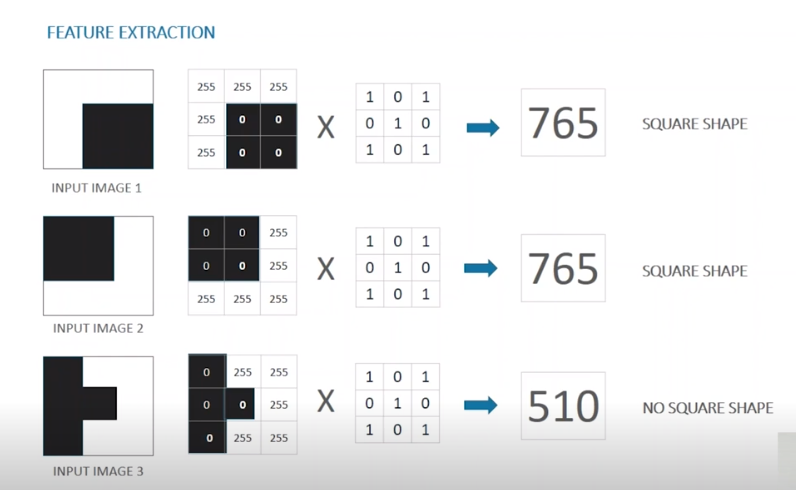 FEATURE EXTRACTION
255 255 255
255 0 0
255 0 0
X
1 0 1
0 1 0
1 0 1
765
SQUARE SHAPE
INPUT IMAGE 1
0 0 255
0 0 255
255 255 255
X
1 0 1
0 1 0
1 0 1
765
SQUARE SHAPE
INPUT IMAGE 2
0 255 255
0 0 255
0 255 255
X
1 0 1
0 1 0
1 0 1
510
NO SQUARE SHAPE
INPUT IMAGE 3